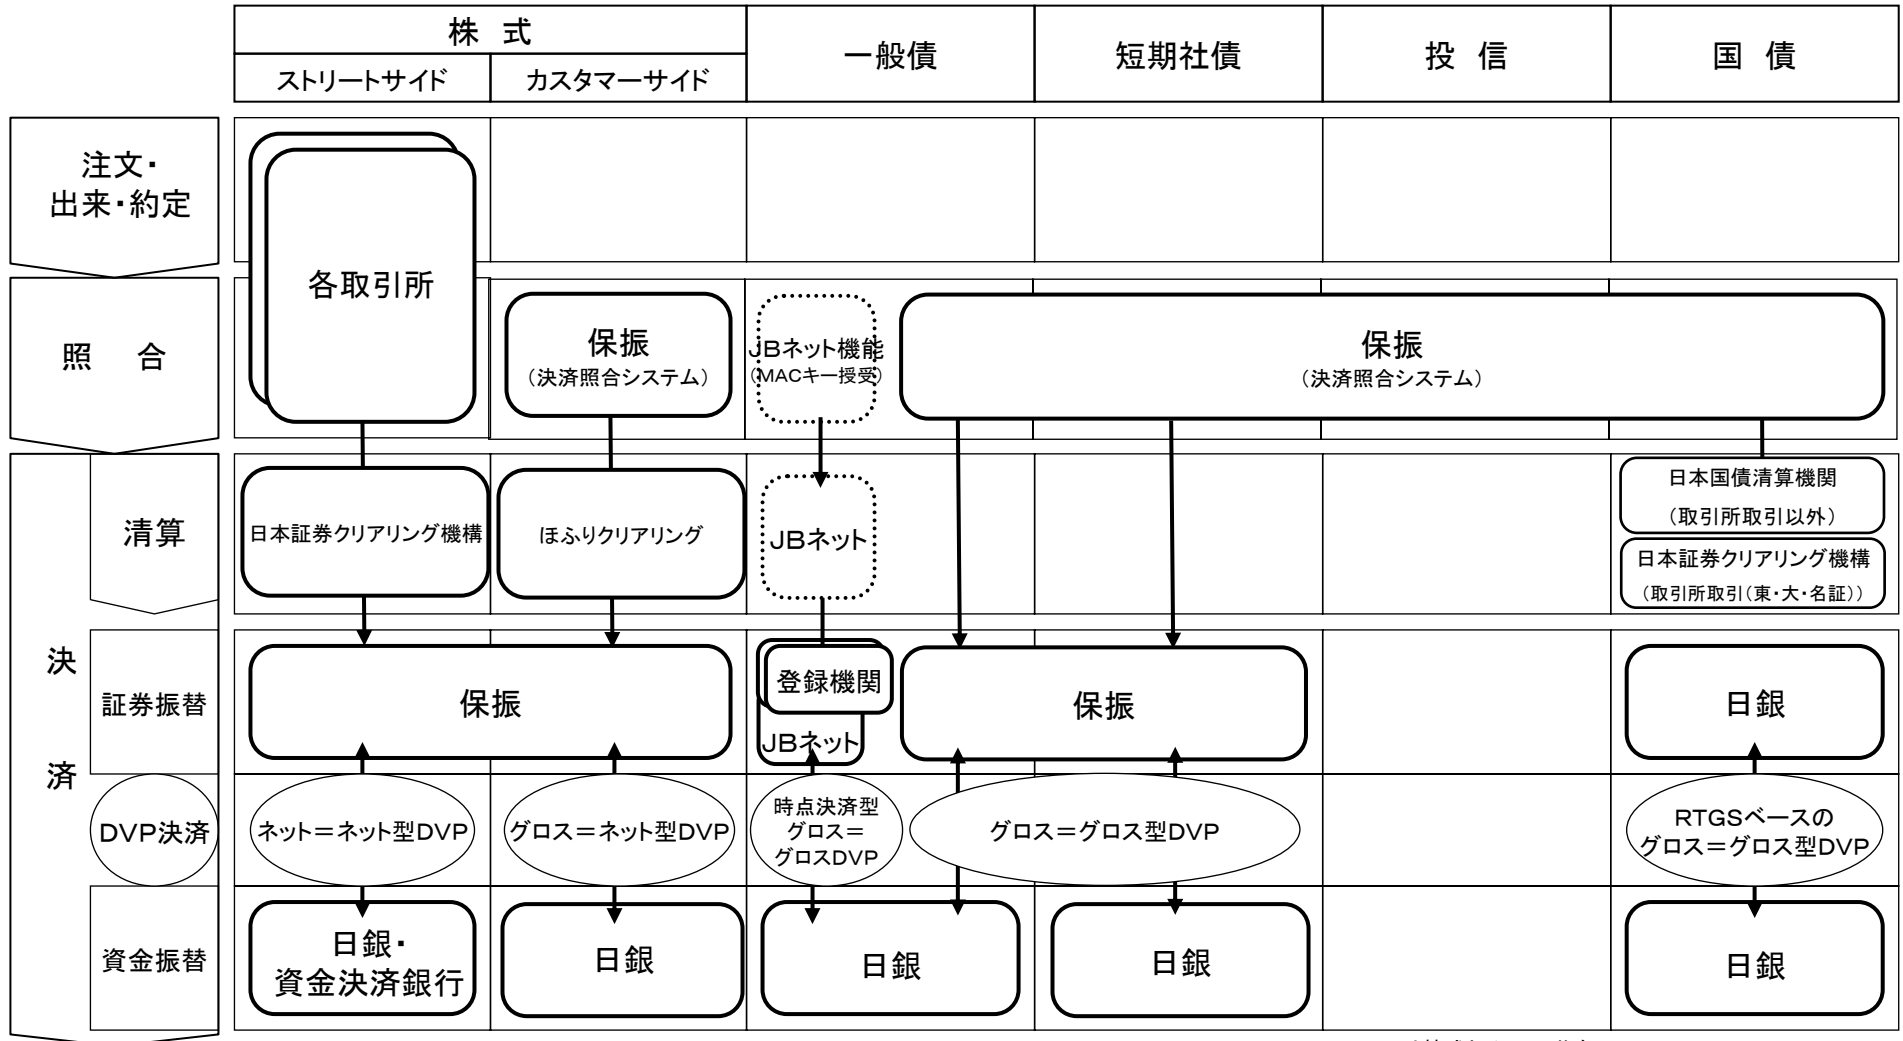 株 式
一般債
短期社債
投 信
国 債
ストリートサイド
カスタマーサイド
注文・
出来・約定
各取引所
照 合
保振
（決済照合システム）
JBネット機能
（MACキー授受）
保振
（決済照合システム）
決
済
清算
日本証券クリアリング機構
ほふりクリアリング
JBネット
日本国債清算機関
（取引所取引以外）
日本証券クリアリング機構
（取引所取引（東・大・名証））
証券振替
保振
登録機関
JBネット
保振
日銀
DVP決済
ネット＝ネット型DVP
グロス＝ネット型DVP
時点決済型
グロス＝
グロスDVP
グロス＝グロス型DVP
RTGSベースの
グロス＝グロス型DVP
資金振替
日銀・
資金決済銀行
日銀
日銀
日銀
日銀